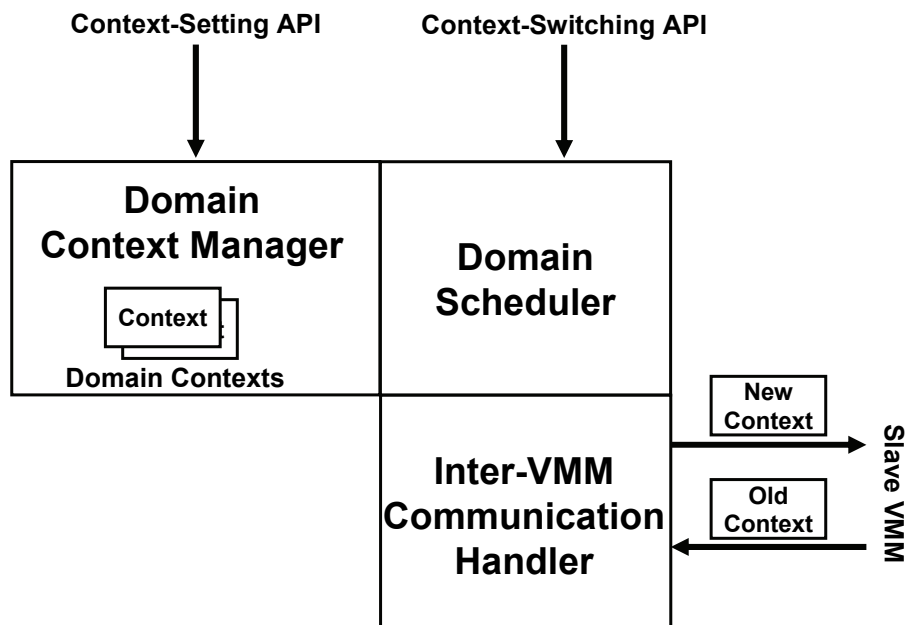 Context-Setting API
Context-Switching API
Domain
Context Manager
Context
Domain Contexts
Domain
Scheduler
Inter-VMM
Communication
Handler
New
Context
Old
Context
Slave VMM